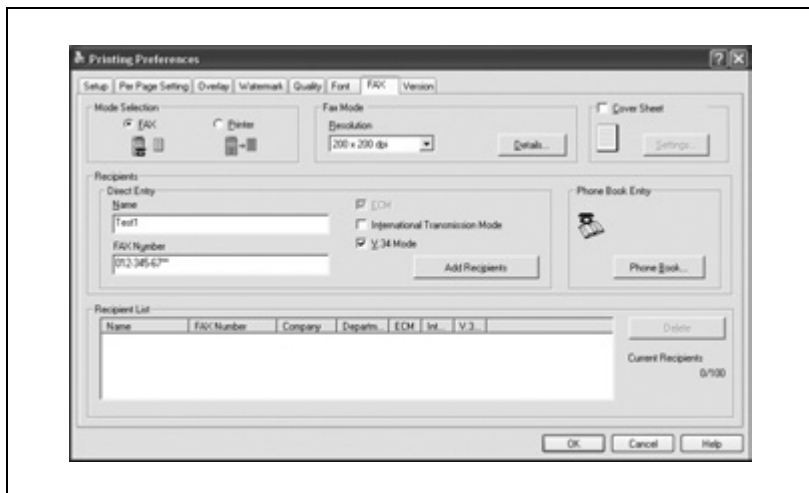 Printing Preferences
Setup Per Page Setting Overlay Watermark Quality Font FAX Version
Mode Selection
FAX Printer
Fax Mode
Resolution
200 x 200 dpi Details...
Cover Sheet
Settings...
Recipients
Direct Entry
Name
Test1
FAX Number
012-345-67**
ECM
International Transmission Mode
V.34 Mode
Add Recipients
Phone Book Entry
Phone Book...
Recipient List
Name FAX Number Company Departm... ECM Int... V.3...
Delete
Current Recipients
0/100
OK Cancel Help